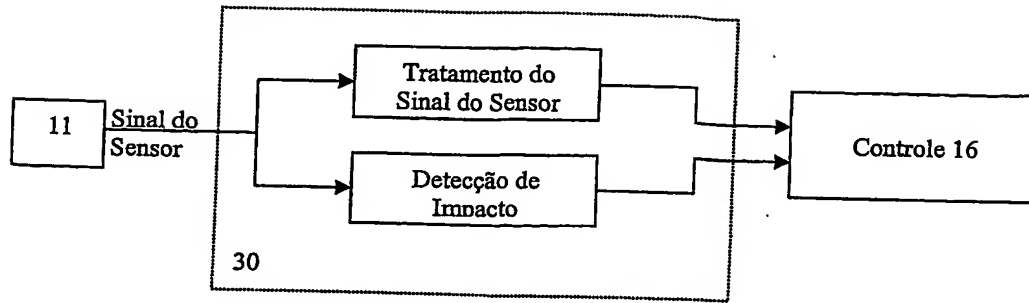 Tratamento do
Sinal do Sensor
11
Sinal do
Sensor
Controle 16
Detecção de
Impacto
30